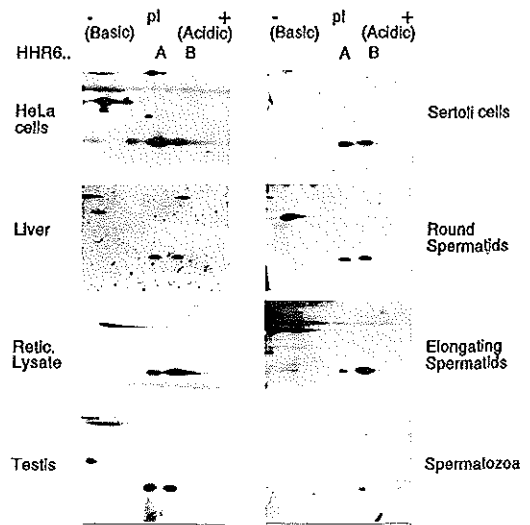 - pI + - pI +
(Basic) (Acidic) (Basic) (Acidic)
HHR6.. A B A B
HeLa cells
Sertoli cells
Liver
Round Spermatids
Retic. Lysate
Elongating Spermatids
Testis
Spermatozoa